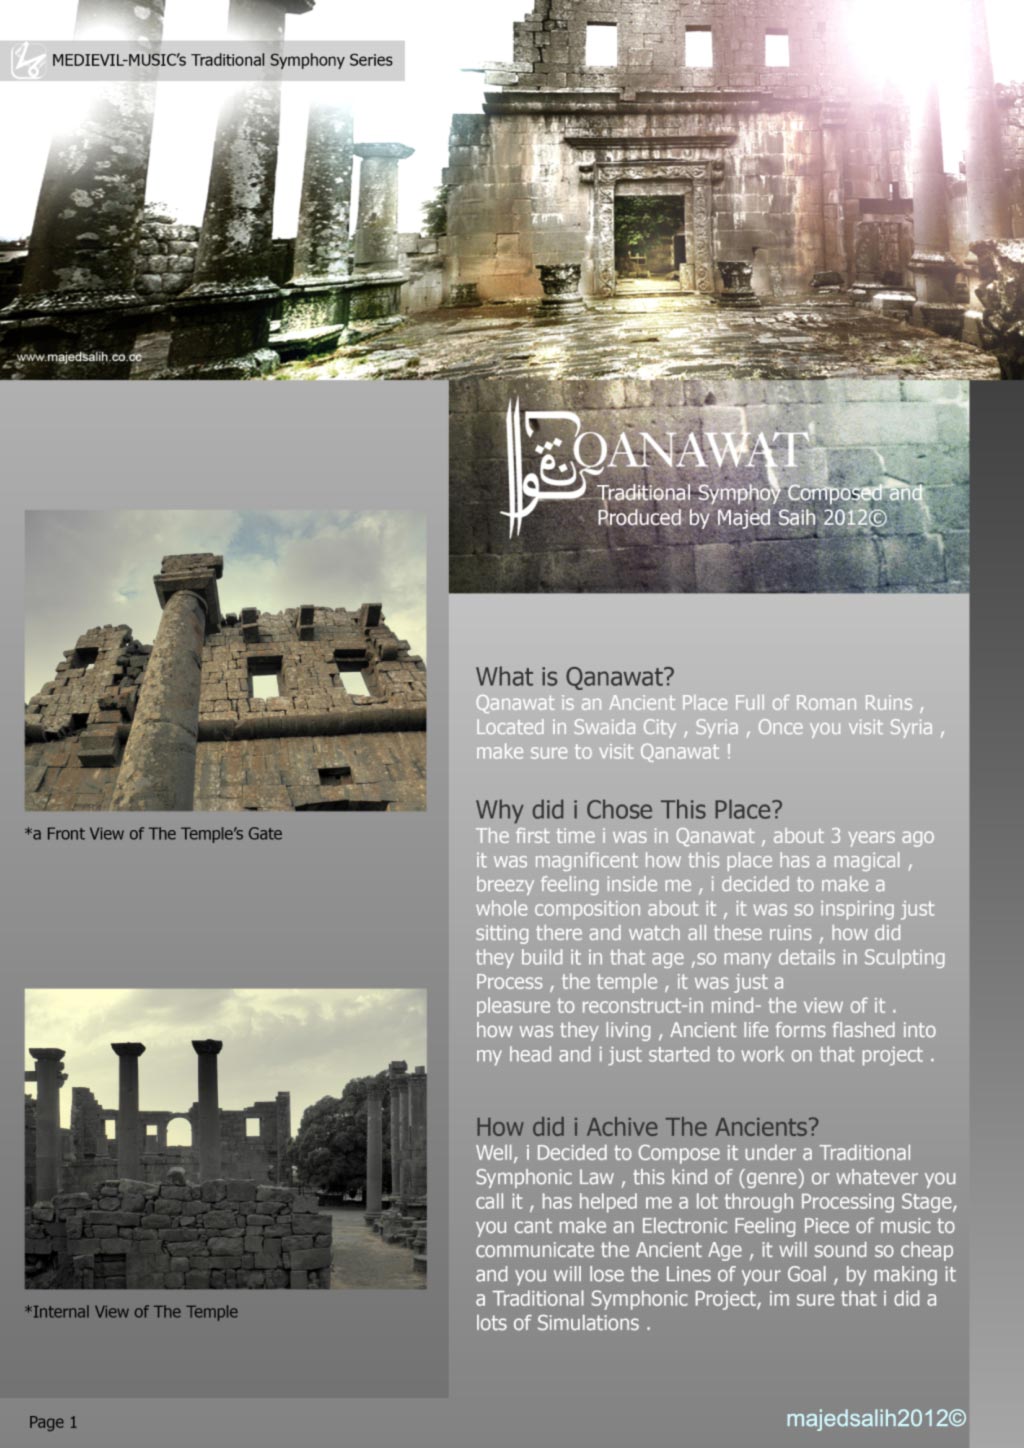 MEDIEVIL-MUSIC's Traditional Symphony Series
www.majedsalih.co.cc
قنوات
QANAWAT
Traditional Symphoy Composed and
Produced by Majed Saih 2012©
*a Front View of The Temple's Gate
*Internal View of The Temple
What is Qanawat?
Qanawat is an Ancient Place Full of Roman Ruins ,
Located in Swaida City , Syria , Once you visit Syria ,
make sure to visit Qanawat !
Why did i Chose This Place?
The first time i was in Qanawat , about 3 years ago
it was magnificent how this place has a magical ,
breezy feeling inside me , i decided to make a
whole composition about it , it was so inspiring just
sitting there and watch all these ruins , how did
they build it in that age ,so many details in Sculpting
Process , the temple , it was just a
pleasure to reconstruct-in mind- the view of it .
how was they living , Ancient life forms flashed into
my head and i just started to work on that project .
How did i Achive The Ancients?
Well, i Decided to Compose it under a Traditional
Symphonic Law , this kind of (genre) or whatever you
call it , has helped me a lot through Processing Stage,
you cant make an Electronic Feeling Piece of music to
communicate the Ancient Age , it will sound so cheap
and you will lose the Lines of your Goal , by making it
a Traditional Symphonic Project, im sure that i did a
lots of Simulations .
Page 1
majedsalih2012©